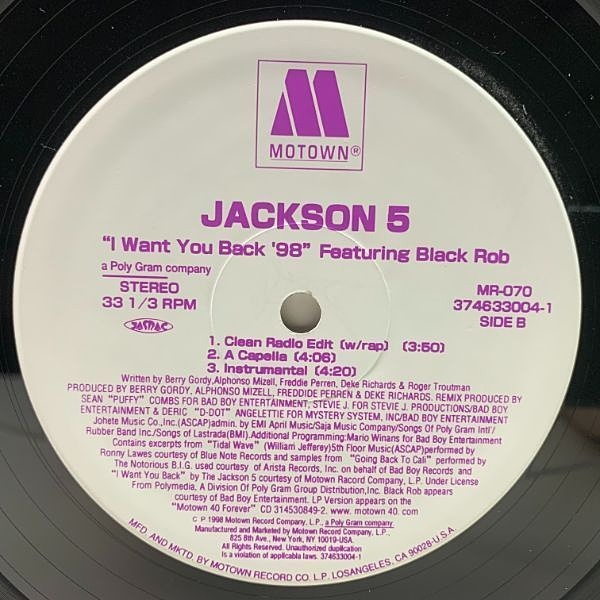 MOTOWN®
JACKSON 5
"I Want You Back '98" Featuring Black Rob
a Poly Gram company
STEREO
33 1/3 RPM
MR-070
374633004-1
SIDE B
JASRAC
1. Clean Radio Edit (w/rap) (3:50)
2. A Capella (4:06)
3. Instrumantal (4:20)
Written by Berry Gordy,Alphonso Mizell, Freddie Perren, Deke Richards & Roger Troutman
PRODUCED BY BERRY GORDY, ALPHONSO MIZELL, FREDDIDE PERREN & DEKE RICHARDS. REMIX PRODUCED BY
SEAN "PUFFY" COMBS FOR BAD BOY ENTERTAINMENT, STEVIE J. FOR STEVIE J. PRODUCTIONS/BAD BOY
ENTERTAINMENT & DERIC "D-DOT" ANGELETTIE FOR MYSTERY SYSTEM, INC/BAD BOY ENTERTAINMENT
Johete Music Co.,Inc.(ASCAP)admin. by EMI April Music/Saja Music Company/Songs Of Poly Gram Intl'/
Rubber Band Inc./Songs of Lastrada(BMI).Additional Programming:Mario Winans for Bad Boy Entertainment
Contains excerpts from "Tidal Wave" (William Jefferey)5th Floor Music(ASCAP)performed by
Ronny Lawes courtesy of Blue Note Records and samples from "Going Back To Cali" performed by
The Notorious B.I.G. used courtesy of Arista Records, Inc. on behalf of Bad Boy Records and
"I Want You Back" by The Jackson 5 courtesy of Motown Racord Company, L.P. Under License
From Polymedia, A Division Of Poly Gram Group Distribution,Inc. Black Rob appears
courtesy of Bad Boy Entertainment. LP Version appears on the
"Motown 40 Forever" CD 314530849-2. www. motown 40. com
© P 1998 Motown Record Company, L.P., a Poly Gram company
Manufactured and Marketed by Motown Record Company, L.P.
825 8th Ave., New York, NY 10019-USA.
All Rights Reserved. Unauthorized duplication
Is a violation of applicabla laws. 374633004-1
MFD. AND MKTD. BY MOTOWN RECORD CO. L.P. LOSANGELES, CA 90028-U.S.A.